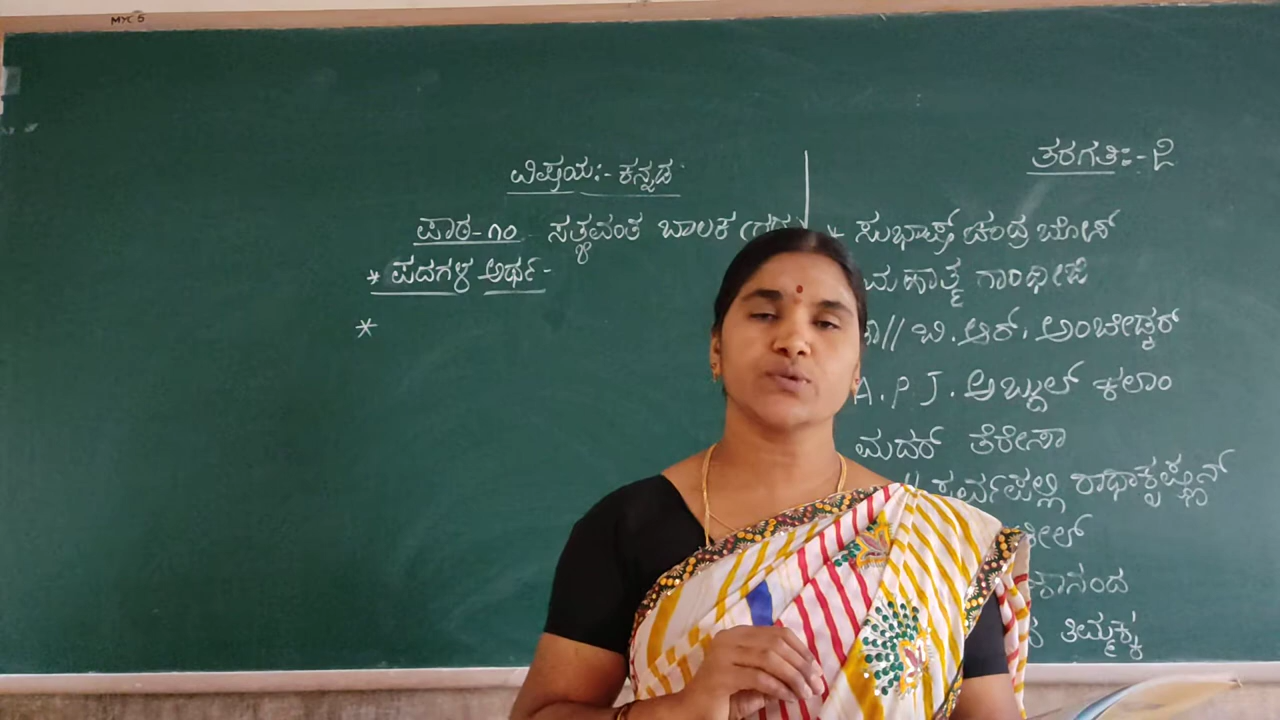 MYC 5
ವಿಷಯ:- ಕನ್ನಡ
ತರಗತಿ:- ೭
ಪಾಠ-೧೦ ಸತ್ತ್ವವಂತ ಬಾಲಕ
* ಪದಗಳ ಅರ್ಥ-
*
* ಸುಭಾಷ್ ಚಂದ್ರ ಬೋಸ್
ಮಹಾತ್ಮ ಗಾಂಧೀಜಿ
ಡಾ// ಬಿ. ಆರ್. ಅಂಬೇಡ್ಕರ್
A. P. J. ಅಬ್ದುಲ್ ಕಲಾಂ
ಮದರ್ ತೆರೇಸಾ
// ಸರ್ವಪಲ್ಲಿ ರಾಧಾಕೃಷ್ಣನ್
ತಿಮ್ಮಕ್ಕ